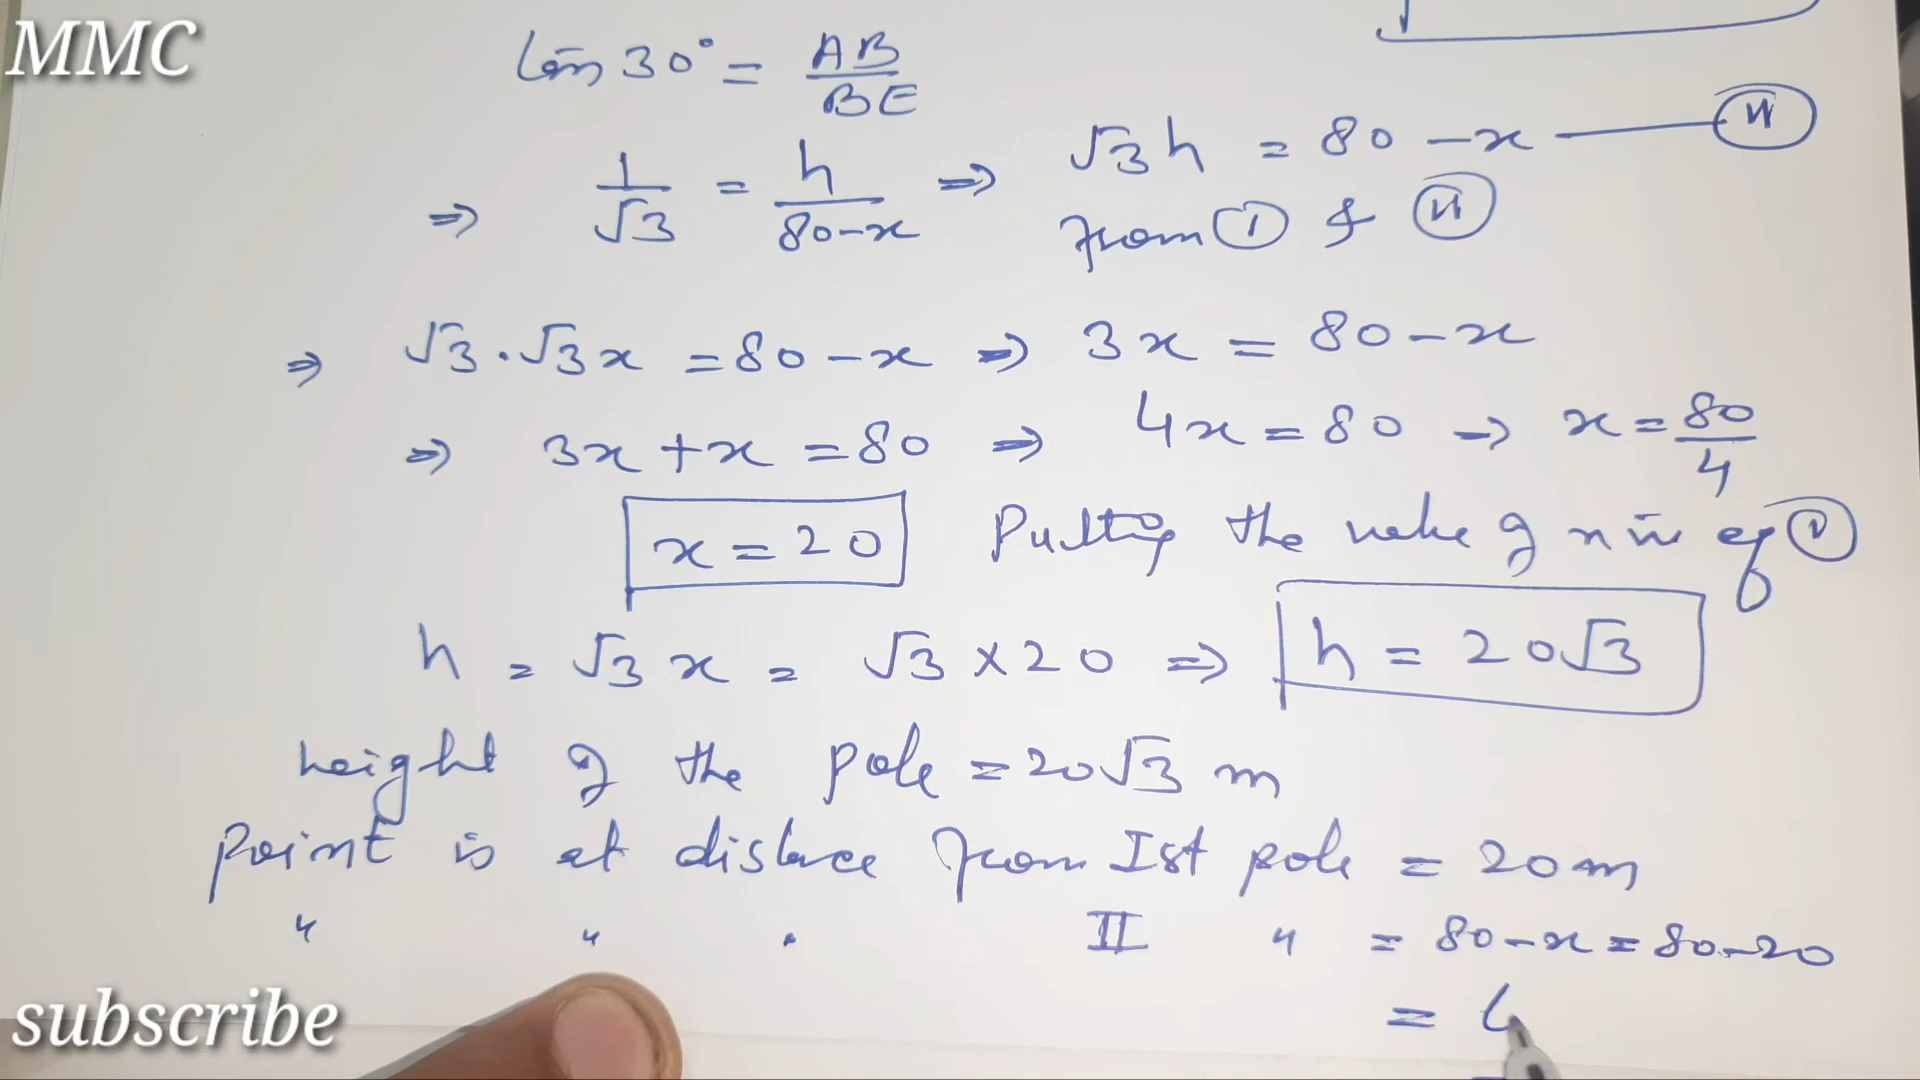 MMC
tan 30° = AB/BE
⇒ 1/√3 = h/80-x ⇒ √3h = 80 - x — (II)
from (I) & (II)
⇒ √3.√3x = 80 - x ⇒ 3x = 80 - x
⇒ 3x + x = 80 ⇒ 4x = 80 → x = 80/4
x = 20 Putting the value of x in eq (I)
h = √3 x = √3 × 20 ⇒ h = 20√3
height of the pole = 20√3 m
Point is at distance from Ist pole = 20 m
" " " II " = 80 - x = 80-20
=
subscribe